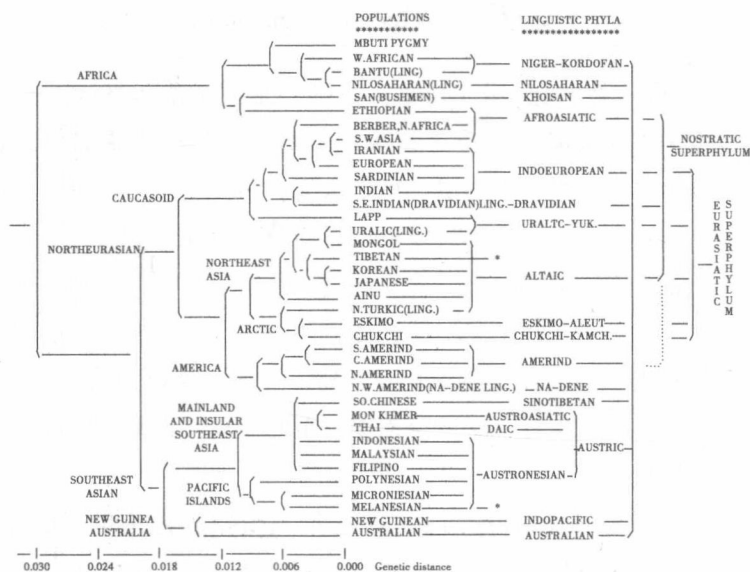 POPULATIONS LINGUISTIC PHYLA
*********** *****************
MBUTI PYGMY
W.AFRICAN
NIGER-KORDOFAN
BANTU(LING)
AFRICA
NILOSAHARAN(LING) NILOSAHARAN
SAN(BUSHMEN) KHOISAN
ETHIOPIAN
AFROASIATIC
BERBER,N.AFRICA
S.W.ASIA
NOSTRATIC
SUPERPHYLUM
IRANIAN
EUROPEAN
INDOEUROPEAN
SARDINIAN
INDIAN
CAUCASOID
S.E.INDIAN(DRAVIDIAN)LING.-DRAVIDIAN
LAPP
URALTC-YUK.
URALIC(LING.)
EURASIATIC
SUPERPHYLUM
NORTHEURASIAN
MONGOL
NORTHEAST
ASIA
TIBETAN *
KOREAN
ALTAIC
JAPANESE
AINU
N.TURKIC(LING.)
ARCTIC
ESKIMO ESKIMO-ALEUT
CHUKCHI CHUKCHI-KAMCH.
S.AMERIND
C.AMERIND AMERIND
AMERICA
N.AMERIND
N.W.AMERIND(NA-DENE LING.) NA-DENE
SO.CHINESE SINOTIBETAN
MAINLAND
AND INSULAR
SOUTHEAST
ASIA
MON KHMER AUSTROASIATIC
THAI DAIC
INDONESIAN
AUSTRIC
MALAYSIAN
FILIPINO
AUSTRONESIAN
POLYNESIAN
SOUTHEAST
ASIAN
PACIFIC
ISLANDS
MICRONIESIAN
MELANESIAN *
NEW GUINEA
AUSTRALIA
NEW GUINEAN INDOPACIFIC
AUSTRALIAN AUSTRALIAN
0.030 0.024 0.018 0.012 0.006 0.000 Genetic distance